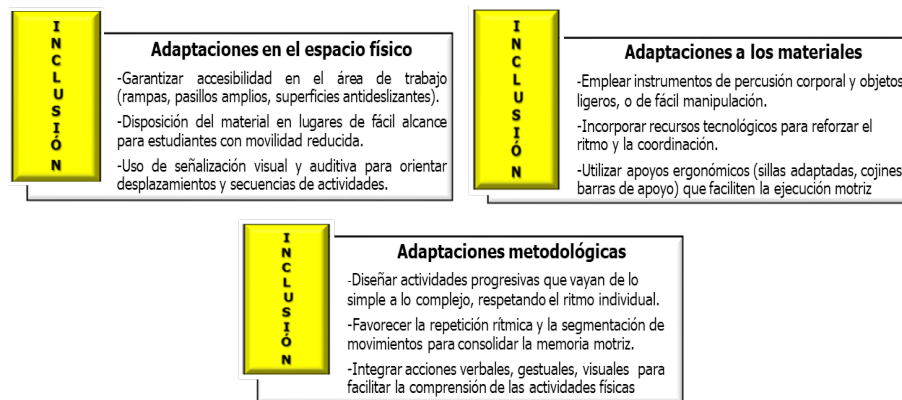 INCLUSIÓN
Adaptaciones en el espacio físico
-Garantizar accesibilidad en el área de trabajo
(rampas, pasillos amplios, superficies antideslizantes).
-Disposición del material en lugares de fácil alcance
para estudiantes con movilidad reducida.
-Uso de señalización visual y auditiva para orientar
desplazamientos y secuencias de actividades.
INCLUSIÓN
Adaptaciones a los materiales
-Emplear instrumentos de percusión corporal y objetos
ligeros, o de fácil manipulación.
-Incorporar recursos tecnológicos para reforzar el
ritmo y la coordinación.
-Utilizar apoyos ergonómicos (sillas adaptadas, cojines
barras de apoyo) que faciliten la ejecución motriz
INCLUSIÓN
Adaptaciones metodológicas
-Diseñar actividades progresivas que vayan de lo
simple a lo complejo, respetando el ritmo individual.
-Favorecer la repetición rítmica y la segmentación de
movimientos para consolidar la memoria motriz.
-Integrar acciones verbales, gestuales, visuales para
facilitar la comprensión de las actividades físicas